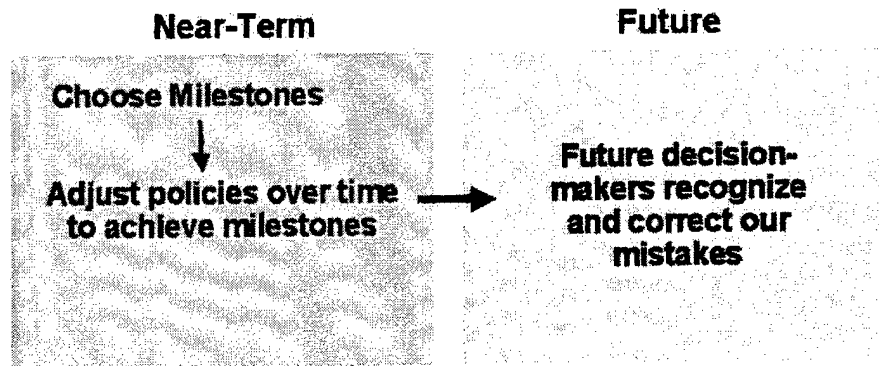 Near-Term
Future
Choose Milestones
Adjust policies over time
to achieve milestones
Future decision-
makers recognize
and correct our
mistakes